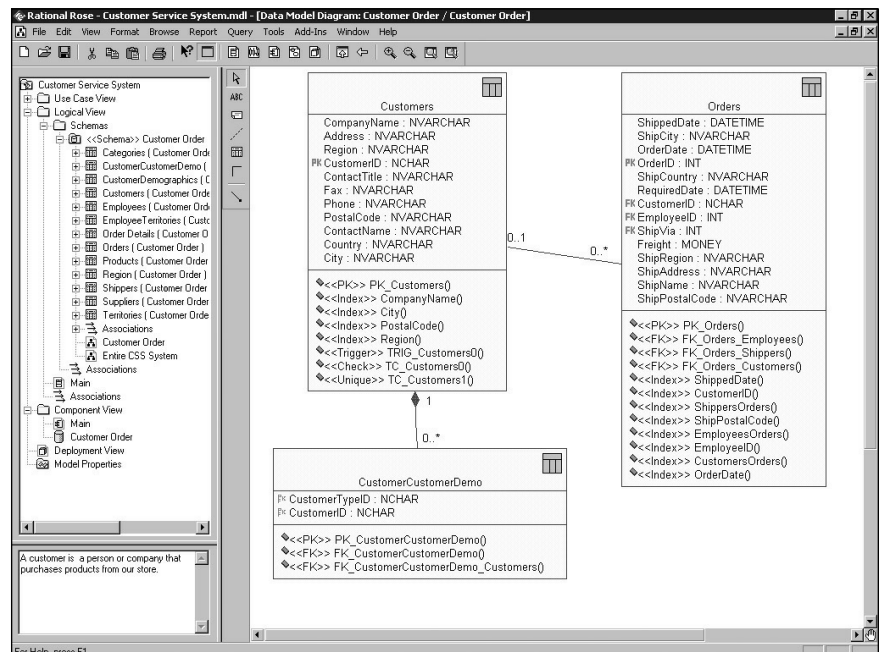 Rational Rose - Customer Service System.mdl - [Data Model Diagram: Customer Order / Customer Order]
File Edit View Format Browse Report Query Tools Add-Ins Window Help
Customer Service System
Use Case View
Logical View
Schemas
<<Schema>> Customer Order
Categories ( Customer Orde
CustomerCustomerDemo (
CustomerDemographics ( C
Customers ( Customer Orde
Employees ( Customer Orde
EmployeeTerritories ( Custo
Order Details ( Customer O
Orders ( Customer Order )
Products ( Customer Order
Region ( Customer Order )
Shippers ( Customer Order
Suppliers ( Customer Order
Territories ( Customer Orde
Associations
Customer Order
Entire CSS System
Associations
Main
Associations
Component View
Main
Customer Order
Deployment View
Model Properties
A customer is a person or company that
purchases products from our store.
ABC
Customers
CompanyName : NVARCHAR
Address : NVARCHAR
Region : NVARCHAR
PK CustomerID : NCHAR
ContactTitle : NVARCHAR
Fax : NVARCHAR
Phone : NVARCHAR
PostalCode : NVARCHAR
ContactName : NVARCHAR
Country : NVARCHAR
City : NVARCHAR
<<PK>> PK_Customers()
<<Index>> CompanyName()
<<Index>> City()
<<Index>> PostalCode()
<<Index>> Region()
<<Trigger>> TRIG_Customers0()
<<Check>> TC_Customers0()
<<Unique>> TC_Customers1()
0..1
0..*
Orders
ShippedDate : DATETIME
ShipCity : NVARCHAR
OrderDate : DATETIME
PK OrderID : INT
ShipCountry : NVARCHAR
RequiredDate : DATETIME
FK CustomerID : NCHAR
FK EmployeeID : INT
FK ShipVia : INT
Freight : MONEY
ShipRegion : NVARCHAR
ShipAddress : NVARCHAR
ShipName : NVARCHAR
ShipPostalCode : NVARCHAR
<<PK>> PK_Orders()
<<FK>> FK_Orders_Employees()
<<FK>> FK_Orders_Shippers()
<<FK>> FK_Orders_Customers()
<<Index>> ShippedDate()
<<Index>> CustomerID()
<<Index>> ShippersOrders()
<<Index>> ShipPostalCode()
<<Index>> EmployeesOrders()
<<Index>> EmployeeID()
<<Index>> CustomersOrders()
<<Index>> OrderDate()
1
0..*
CustomerCustomerDemo
CustomerTypeID : NCHAR
CustomerID : NCHAR
<<PK>> PK_CustomerCustomerDemo()
<<FK>> FK_CustomerCustomerDemo()
<<FK>> FK_CustomerCustomerDemo_Customers()
For Help, press F1